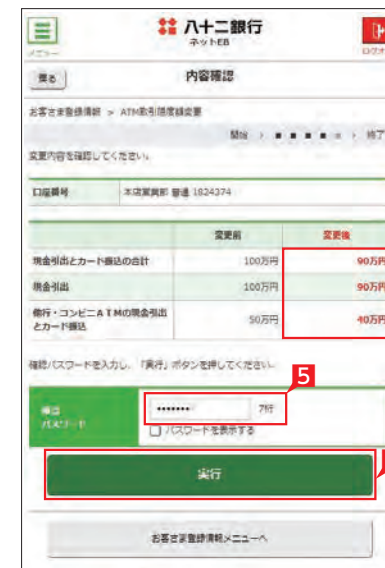 八十二銀行
ネットEB
メニュー
ログオ
戻る
内容確認
お客さま登録情報 > ATM取引限度額変更
開始 > ■ ■ ■ ■ ■ > 終了
変更内容を確認してください。
口座番号 本店営業部 普通 1824374
変更前 変更後
現金引出とカード振込の合計 100万円 90万円
現金引出 100万円 90万円
他行・コンビニATMの現金引出
とカード振込 50万円 40万円
確認パスワードを入力し、「実行」ボタンを押してください。
5
確認
パスワード
••••••• 7桁
パスワードを表示する
実行
お客さま登録情報メニューへ